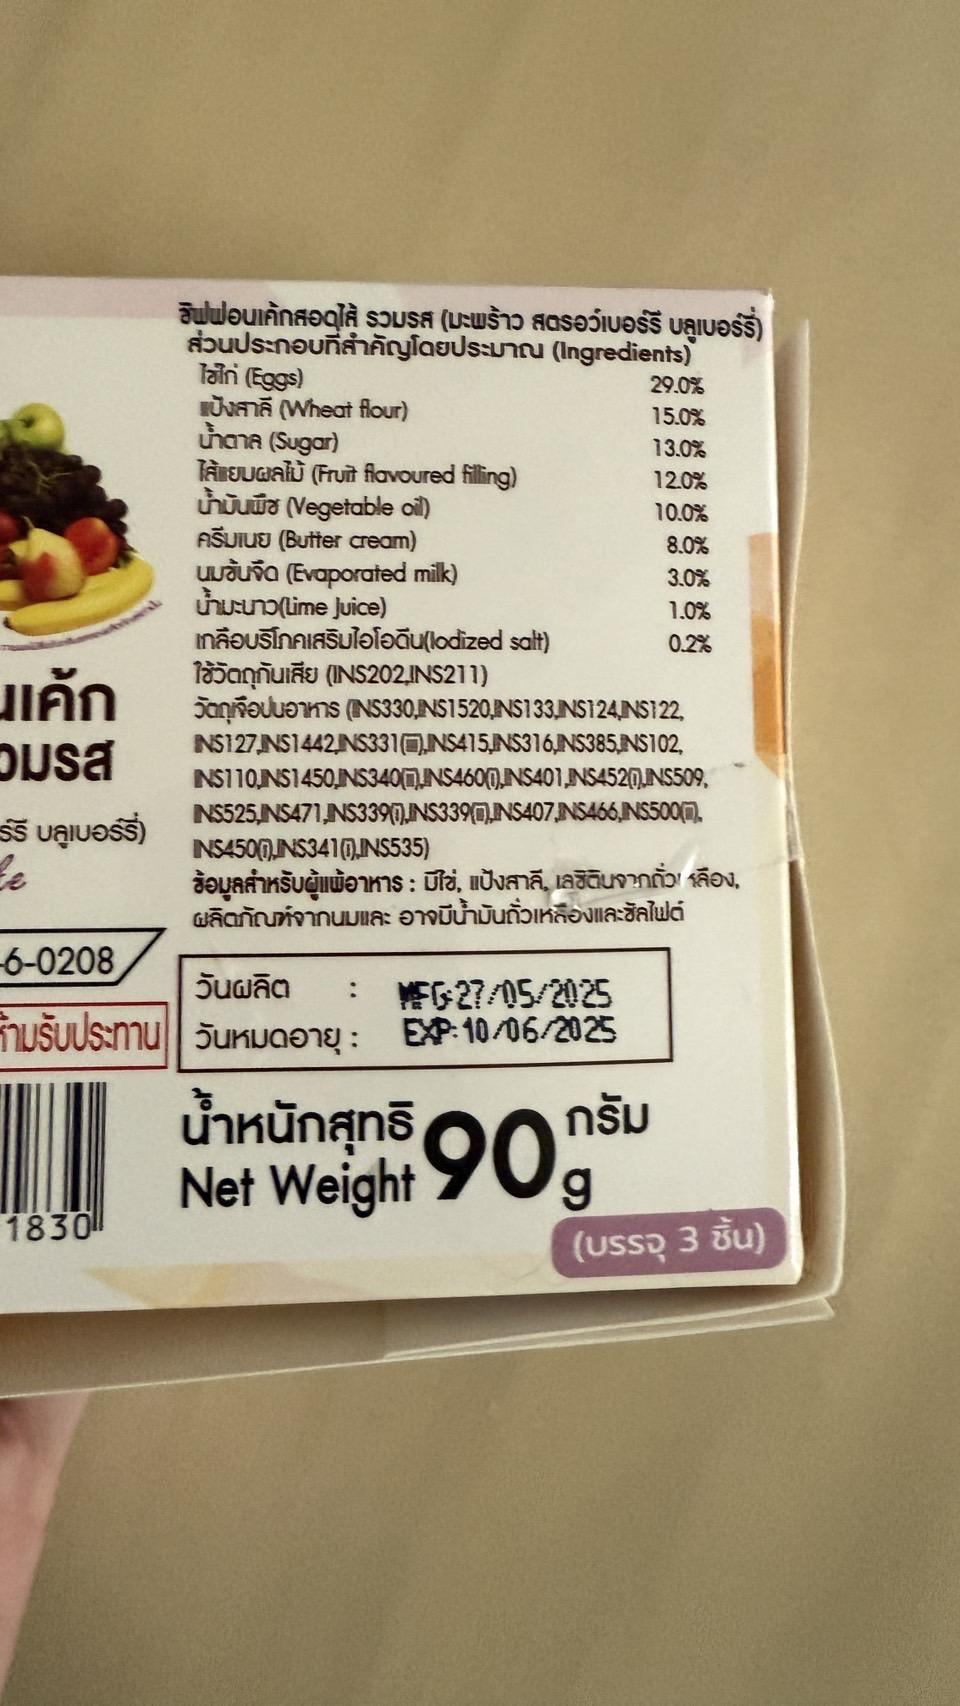 ชิฟฟอนเค้กสอดไส้ รวมรส (มะพร้าว สตรอว์เบอร์รี บลูเบอร์รี่)
ส่วนประกอบที่สำคัญโดยประมาณ (Ingredients)
ไข่ไก่ (Eggs) 29.0%
แป้งสาลี (Wheat flour) 15.0%
น้ำตาล (Sugar) 13.0%
ไส้แยมผลไม้ (Fruit flavoured filling) 12.0%
น้ำมันพืช (Vegetable oil) 10.0%
ครีมเนย (Butter cream) 8.0%
นมข้นจืด (Evaporated milk) 3.0%
น้ำมะนาว(Lime Juice) 1.0%
เกลือบริโภคเสริมไอโอดีน(Iodized salt) 0.2%
ใช้วัตถุกันเสีย (INS202,INS211)
วัตถุเจือปนอาหาร (INS330,INS1520,INS133,INS124,INS122,
INS127,INS1442,INS331(iii),INS415,INS316,INS385,INS102,
INS110,INS1450,INS340(ii),INS460(i),INS401,INS452(i),INS509,
INS525,INS471,INS339(i),INS339(ii),INS407,INS466,INS500(ii),
INS450(i),INS341(i),INS535)
ข้อมูลสำหรับผู้แพ้อาหาร : มีไข่, แป้งสาลี, เลซิตินจากถั่วเหลือง,
ผลิตภัณฑ์จากนมและ อาจมีน้ำมันถั่วเหลืองและซัลไฟต์
นเค้ก
วมรส
ร์รี บลูเบอร์รี่)
-6-0208
ห้ามรับประทาน
วันผลิต : MFG:27/05/2025
วันหมดอายุ : EXP:10/06/2025
1830
น้ำหนักสุทธิ 90 กรัม
Net Weight g
(บรรจุ 3 ชิ้น)